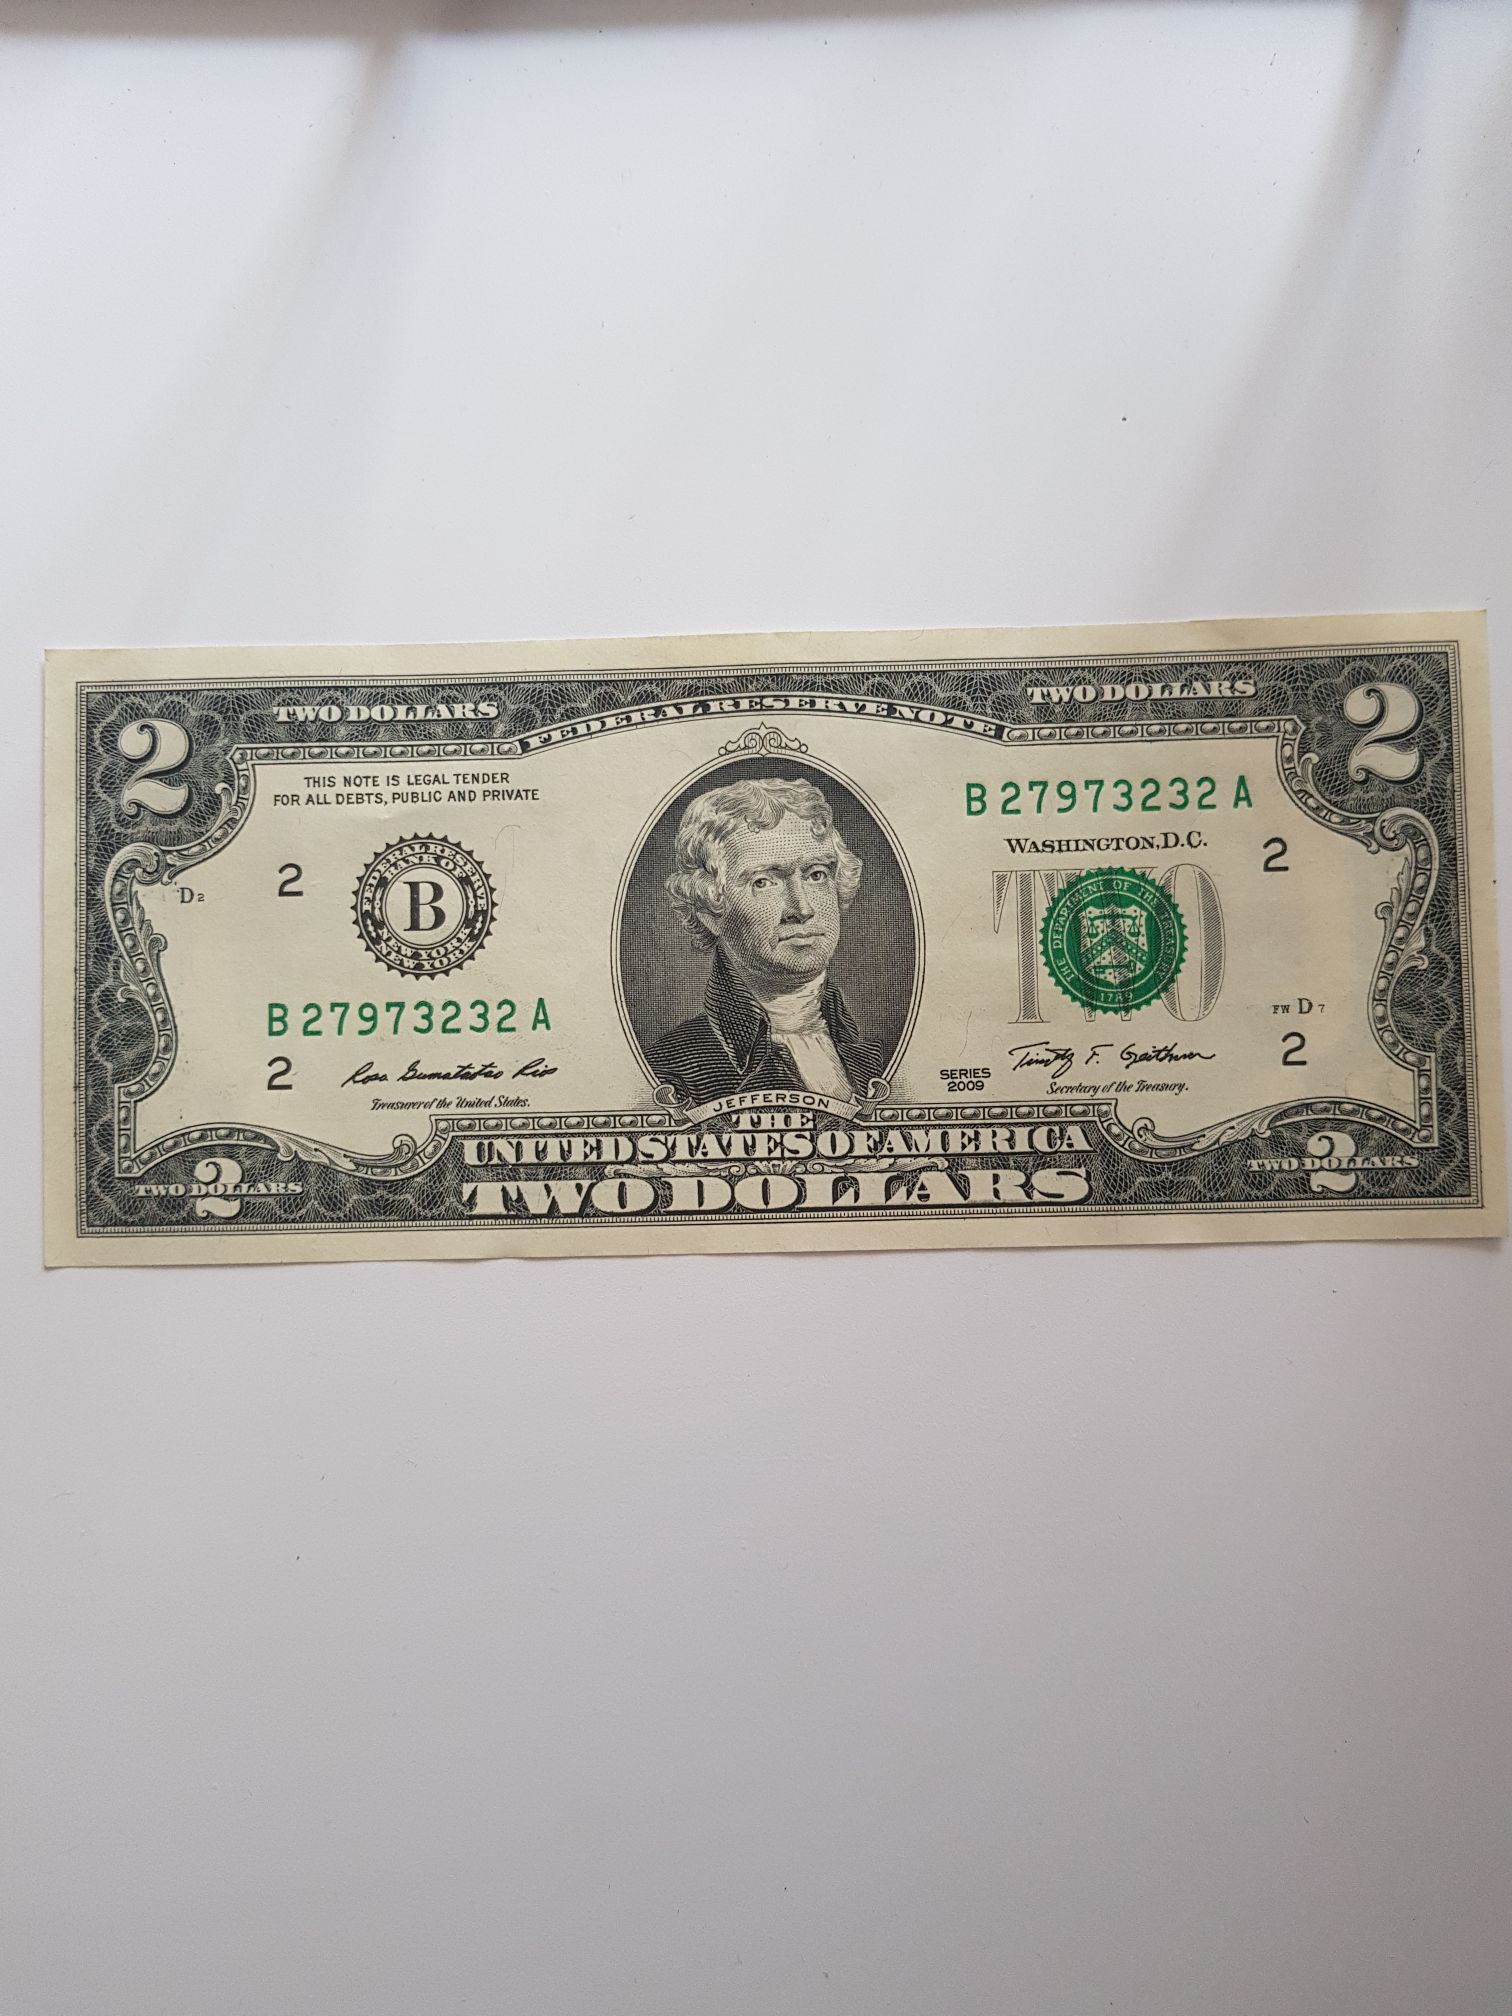 TWO DOLLARS
TWO DOLLARS
FEDERAL RESERVE NOTE
2
2
THIS NOTE IS LEGAL TENDER
FOR ALL DEBTS, PUBLIC AND PRIVATE
B 27973232 A
WASHINGTON, D.C.
D 2
2
FEDERAL RESERVE
BANK OF
B
NEW YORK
NEW YORK
TWO
THE DEPARTMENT OF THE TREASURY
1789
2
B 27973232 A
FW D 7
2
Rosa Gumataotao Rios
Treasurer of the United States.
SERIES
2009
Timothy F. Geithner
Secretary of the Treasury.
2
JEFFERSON
THE
UNITED STATES OF AMERICA
TWO DOLLARS
2
TWO DOLLARS
2
TWO DOLLARS